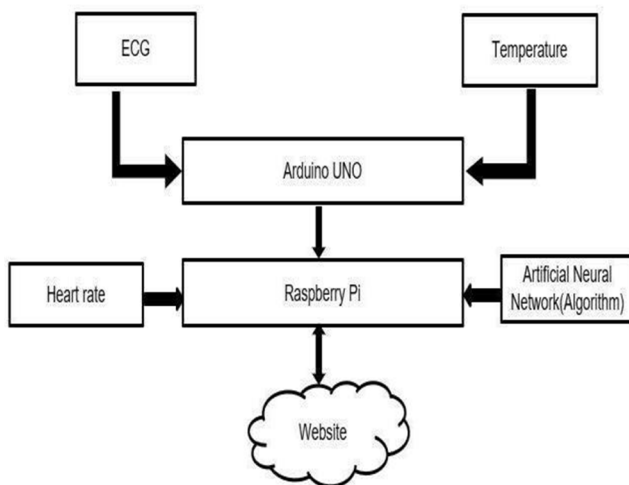 ECG
Temperature
Arduino UNO
Heart rate
Raspberry Pi
Artificial Neural
Network(Algorithm)
Website